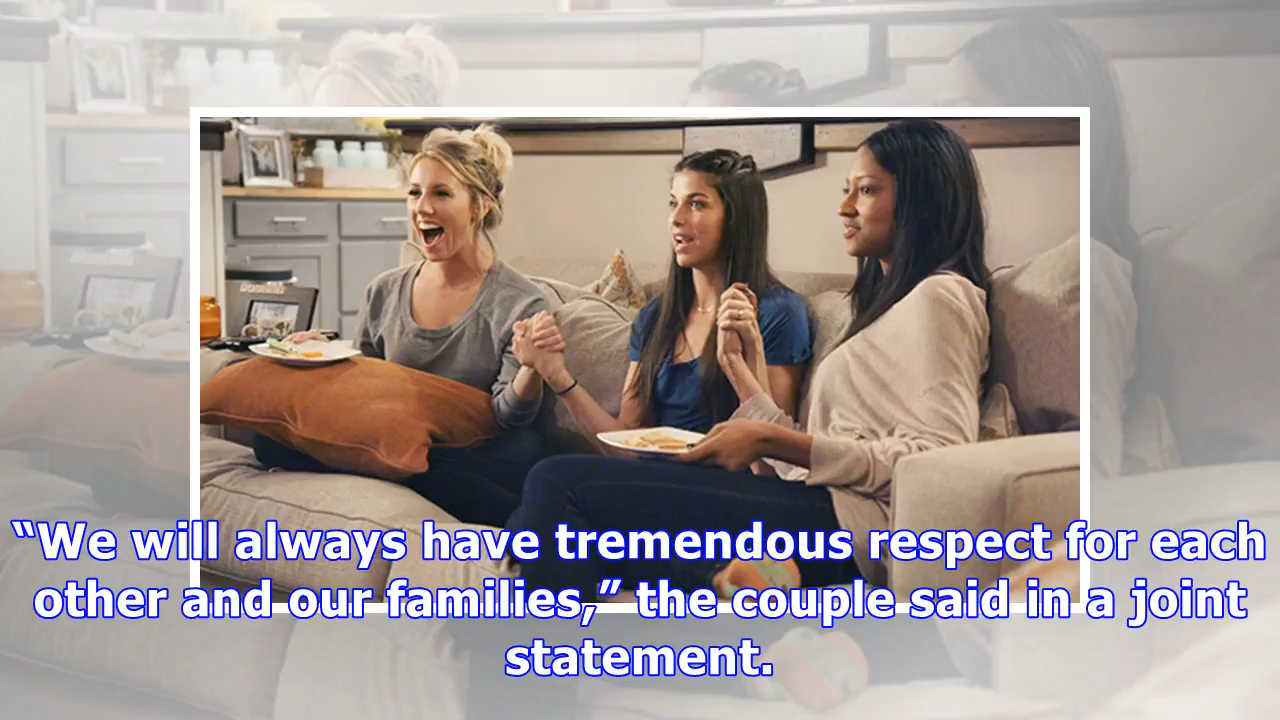 “We will always have tremendous respect for each
other and our families,” the couple said in a joint
statement.